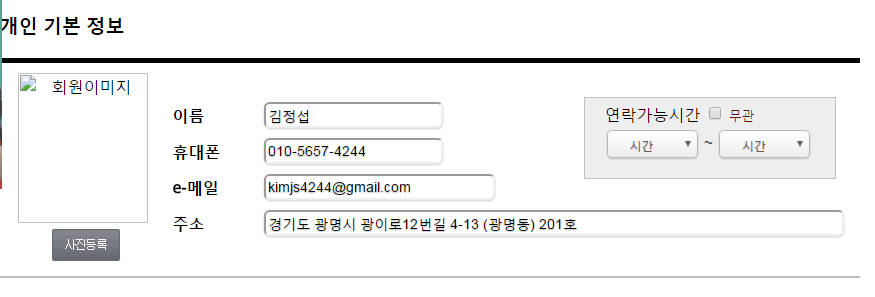 개인 기본 정보
회원이미지
이름 김정섭
연락가능시간 무관
시간 ~ 시간
휴대폰 010-5657-4244
e-메일 kimjs4244@gmail.com
주소 경기도 광명시 광이로12번길 4-13 (광명동) 201호
사진등록